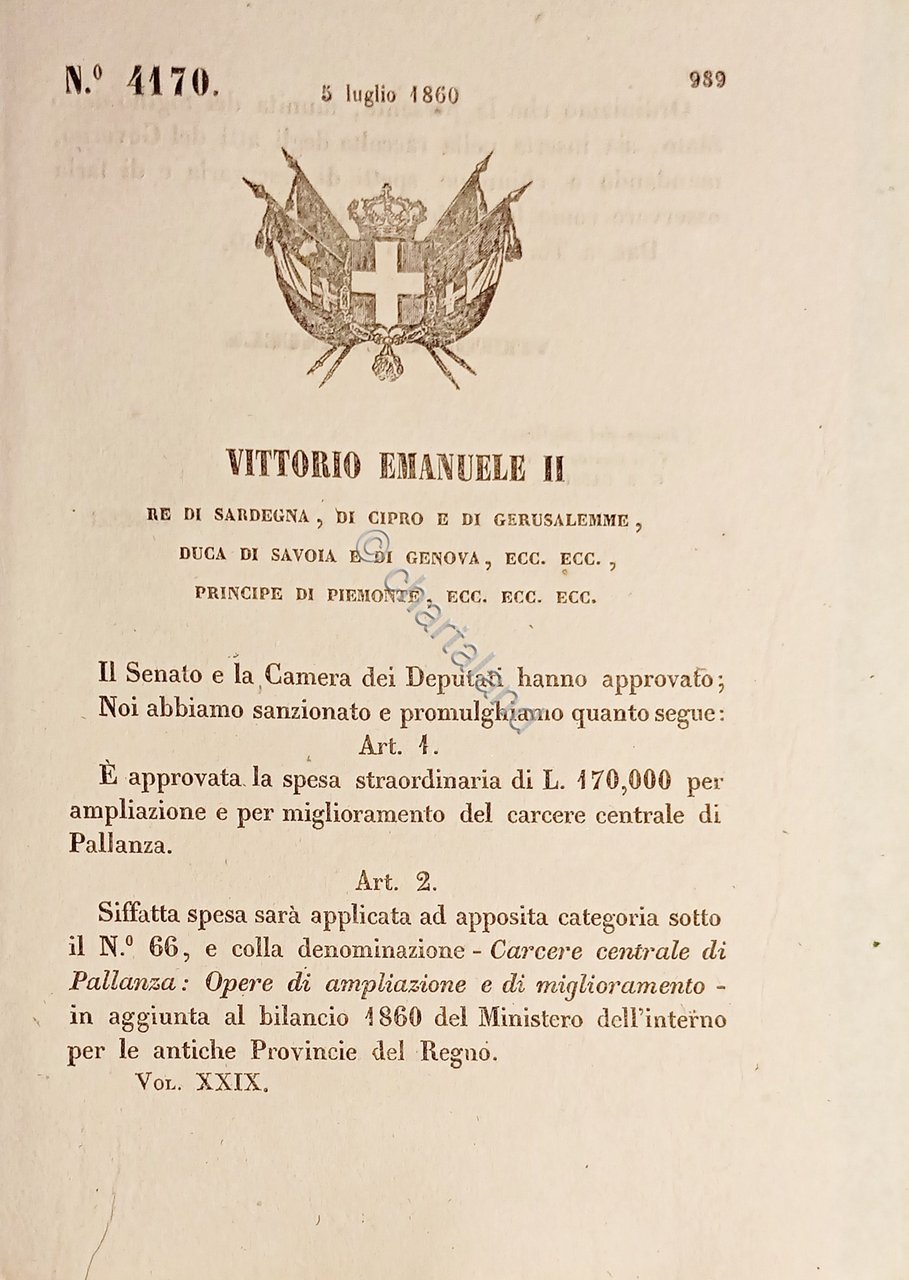 N.º 4170.
5 luglio 1860
989
VITTORIO EMANUELE II
RE DI SARDEGNA, DI CIPRO E DI GERUSALEMME,
DUCA DI SAVOIA E DI GENOVA, ECC. ECC.,
PRINCIPE DI PIEMONTE, ECC. ECC. ECC.
Il Senato e la Camera dei Deputati hanno approvato;
Noi abbiamo sanzionato e promulghiamo quanto segue:
Art. 1.
È approvata la spesa straordinaria di L. 170,000 per
ampliazione e per miglioramento del carcere centrale di
Pallanza.
Art. 2.
Siffatta spesa sarà applicata ad apposita categoria sotto
il N.º 66, e colla denominazione - Carcere centrale di
Pallanza: Opere di ampliazione e di miglioramento -
in aggiunta al bilancio 1860 del Ministero dell'interno
per le antiche Provincie del Regno.
VOL. XXIX.
© chartaland